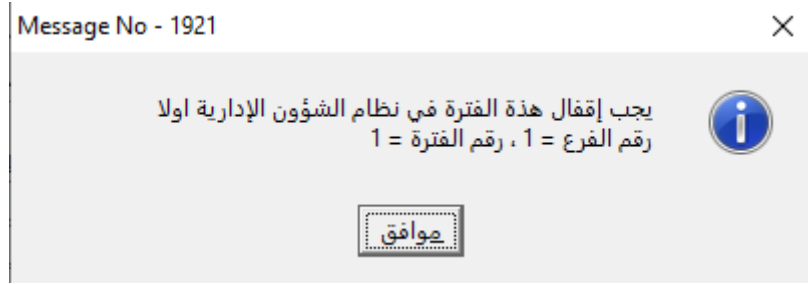 Message No - 1921
يجب إقفال هذة الفترة في نظام الشؤون الإدارية اولا
رقم الفرع = 1 ، رقم الفترة = 1
موافق